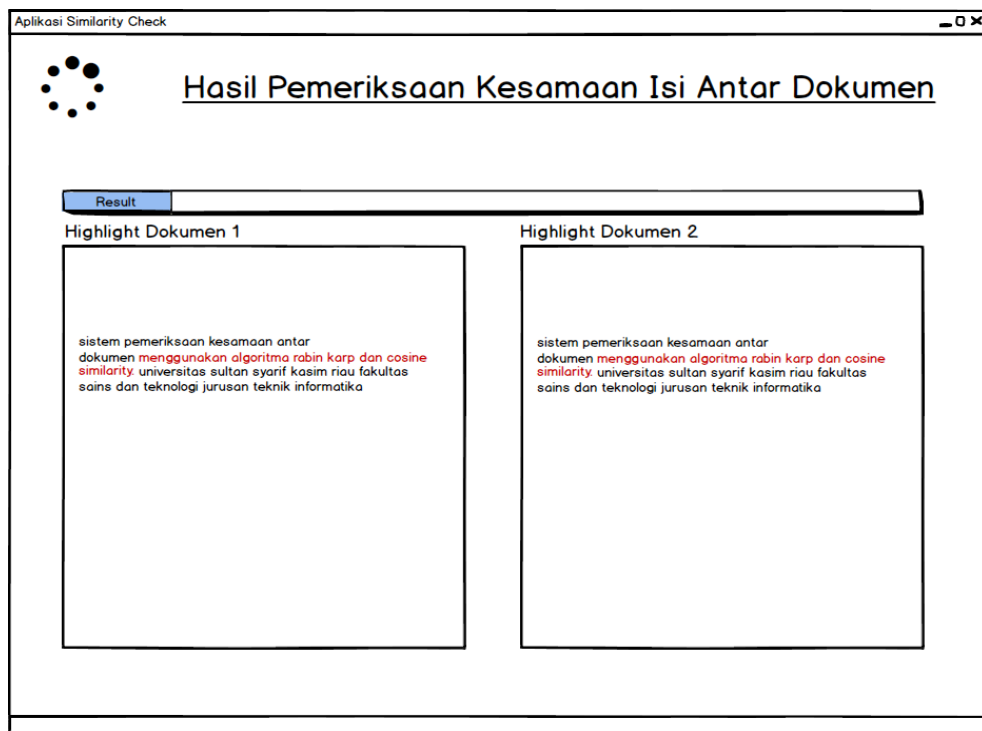 Aplikasi Similarity Check
Hasil Pemeriksaan Kesamaan Isi Antar Dokumen
Result
Highlight Dokumen 1
sistem pemeriksaan kesamaan antar
dokumen menggunakan algoritma rabin karp dan cosine
similarity. universitas sultan syarif kasim riau fakultas
sains dan teknologi jurusan teknik informatika
Highlight Dokumen 2
sistem pemeriksaan kesamaan antar
dokumen menggunakan algoritma rabin karp dan cosine
similarity. universitas sultan syarif kasim riau fakultas
sains dan teknologi jurusan teknik informatika